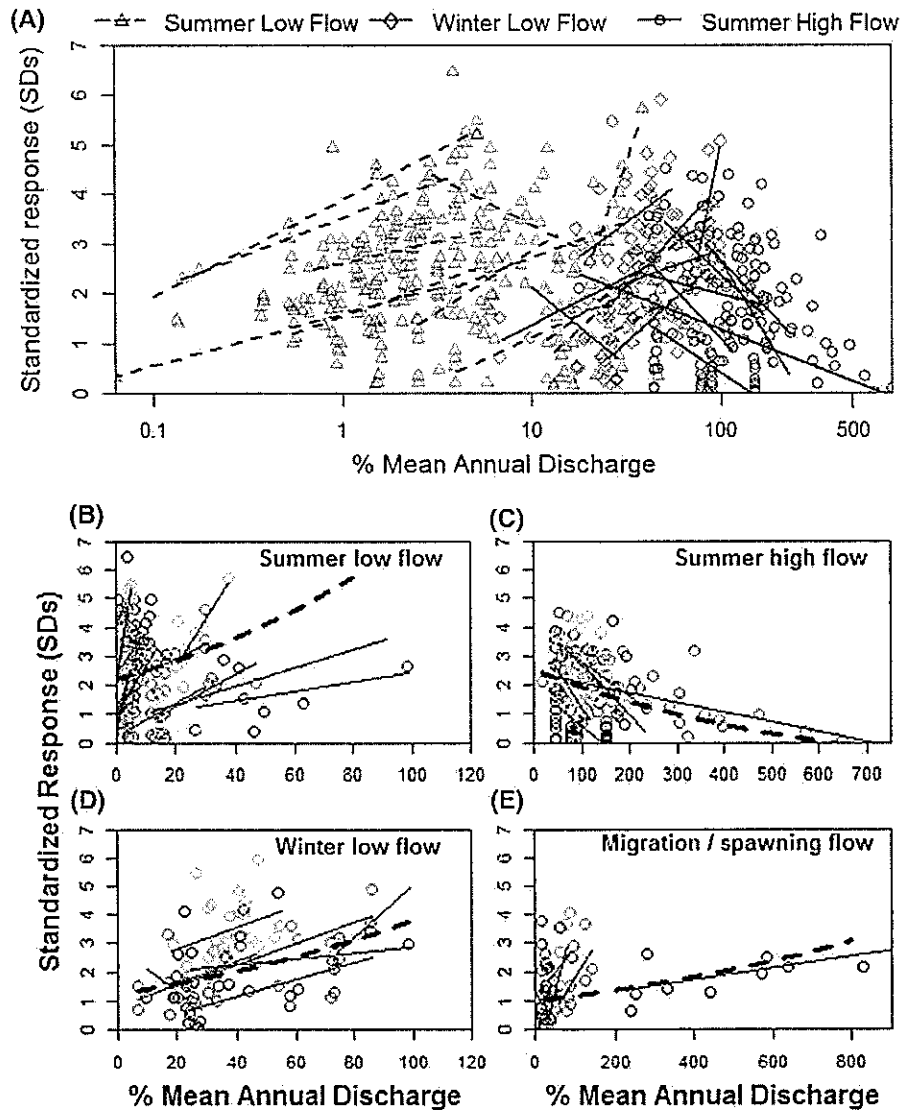 (A)
Summer Low Flow Winter Low Flow Summer High Flow
Standardized response (SDs)
7
6
5
4
3
2
1
0
0.1 1 10 100 500
% Mean Annual Discharge
(B)
Summer low flow
7
6
5
4
3
2
1
0
0 20 40 60 80 100 120
(C)
Summer high flow
7
6
5
4
3
2
1
0
0 100 200 300 400 500 600 700
Standardized Response (SDs)
(D)
Winter low flow
7
6
5
4
3
2
1
0
0 20 40 60 80 100
% Mean Annual Discharge
(E)
Migration / spawning flow
7
6
5
4
3
2
1
0
0 200 400 600 800
% Mean Annual Discharge